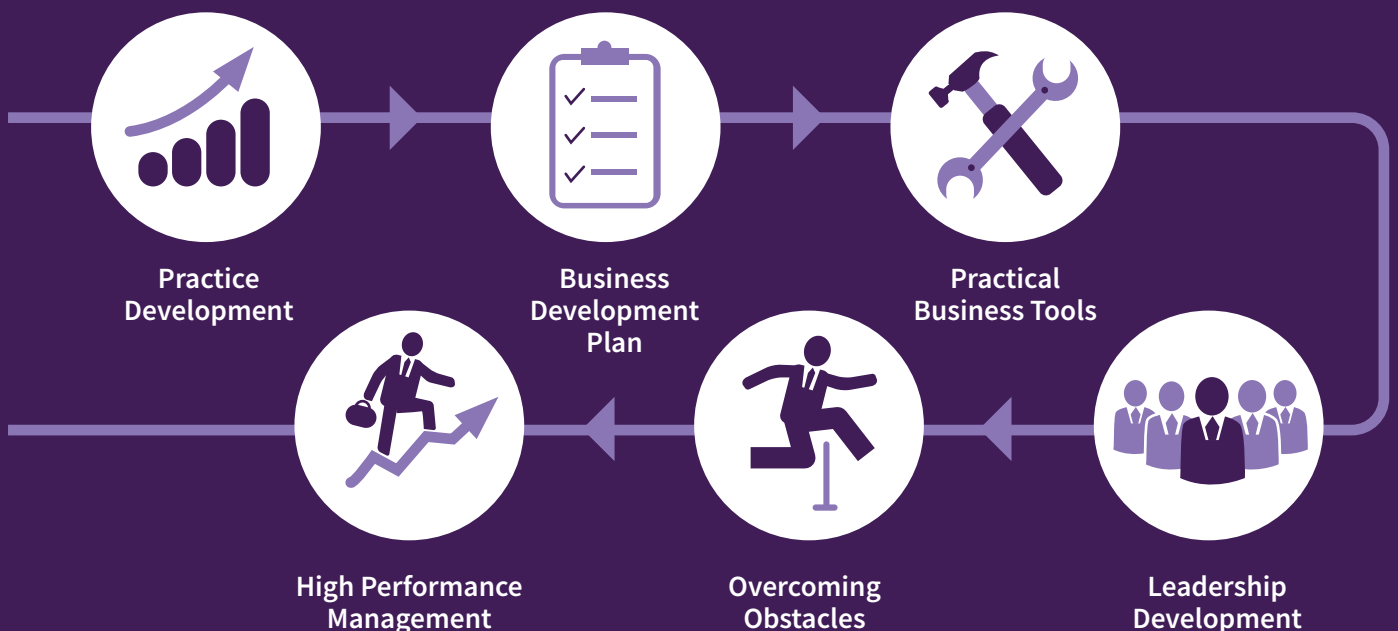 Practice
Development
Business
Development
Plan
Practical
Business Tools
High Performance
Management
Overcoming
Obstacles
Leadership
Development